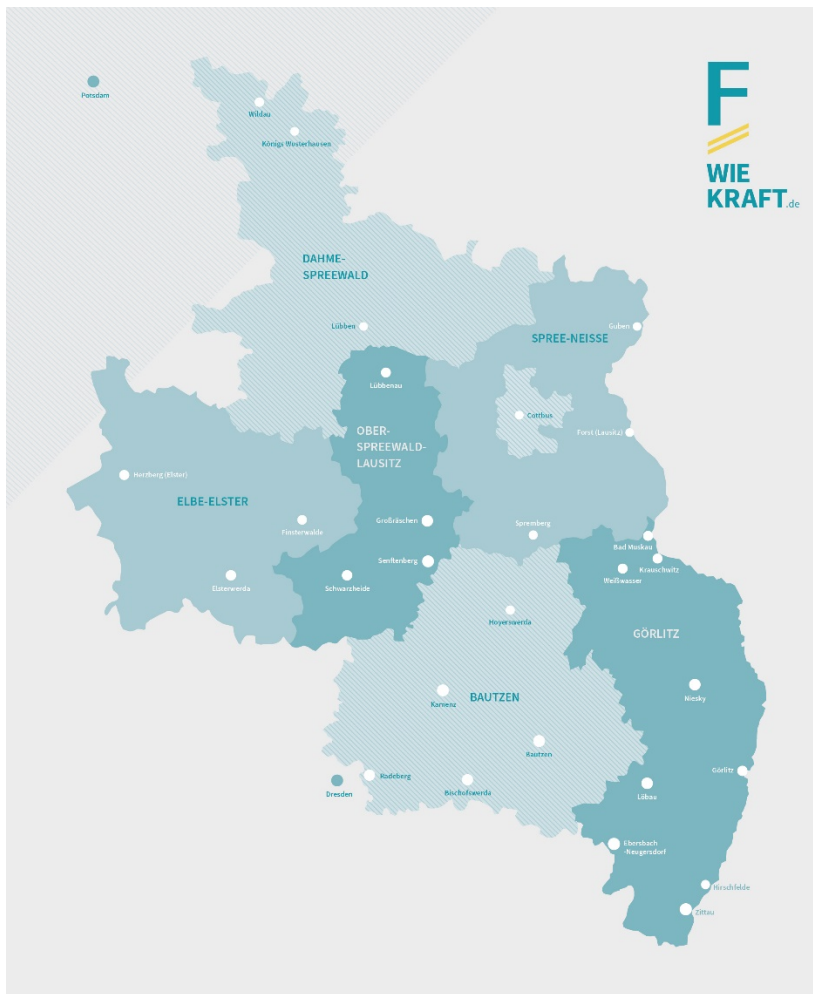 F
WIE
KRAFT.de
Potsdam
Wildau
Königs Wusterhausen
DAHME-
SPREEWALD
Lübben
Guben
SPREE-NEISSE
Lübbenau
Cottbus
OBER-
SPREEWALD-
LAUSITZ
Forst (Lausitz)
Herzberg (Elster)
ELBE-ELSTER
Großräschen
Spremberg
Finsterwalde
Bad Muskau
Senftenberg
Krauschwitz
Weißwasser
Elsterwerda
Schwarzheide
Hoyerswerda
GÖRLITZ
Niesky
BAUTZEN
Kamenz
Bautzen
Görlitz
Radeberg
Dresden
Bischofswerda
Löbau
Ebersbach
-Neugersdorf
Hirschfelde
Zittau